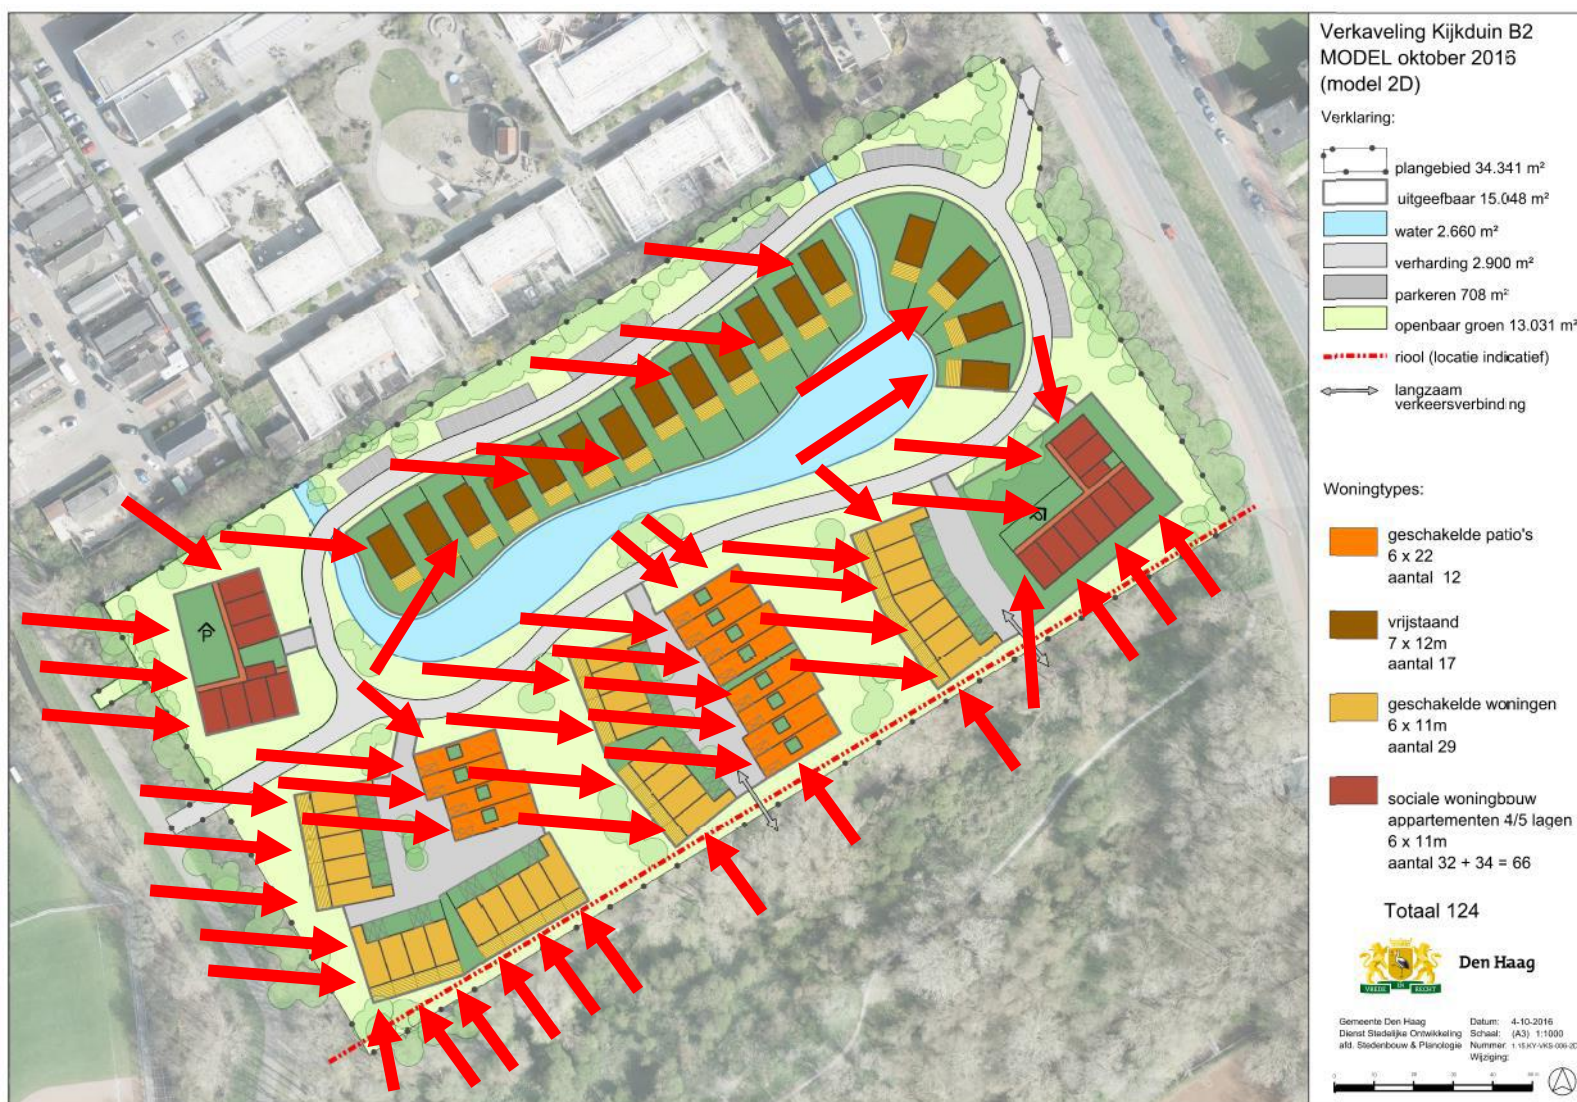 Verkaveling Kijkduin B2
MODEL oktober 2016
(model 2D)
Verklaring:
plangebied 34.341 m²
uitgeefbaar 15.048 m²
water 2.660 m²
verharding 2.900 m²
parkeren 708 m²
openbaar groen 13.031 m²
riool (locatie indicatief)
langzaam
verkeersverbinding
Woningtypes:
geschakelde patio's
6 x 22
aantal 12
vrijstaand
7 x 12m
aantal 17
geschakelde woningen
6 x 11m
aantal 29
sociale woningbouw
appartementen 4/5 lagen
6 x 11m
aantal 32 + 34 = 66
Totaal 124
Den Haag
VREDE EN RECHT
Gemeente Den Haag
Dienst Stedelijke Ontwikkeling
afd. Stedenbouw & Planologie
Datum: 4-10-2016
Schaal: (A3) 1:1000
Nummer:
Wijziging:
P